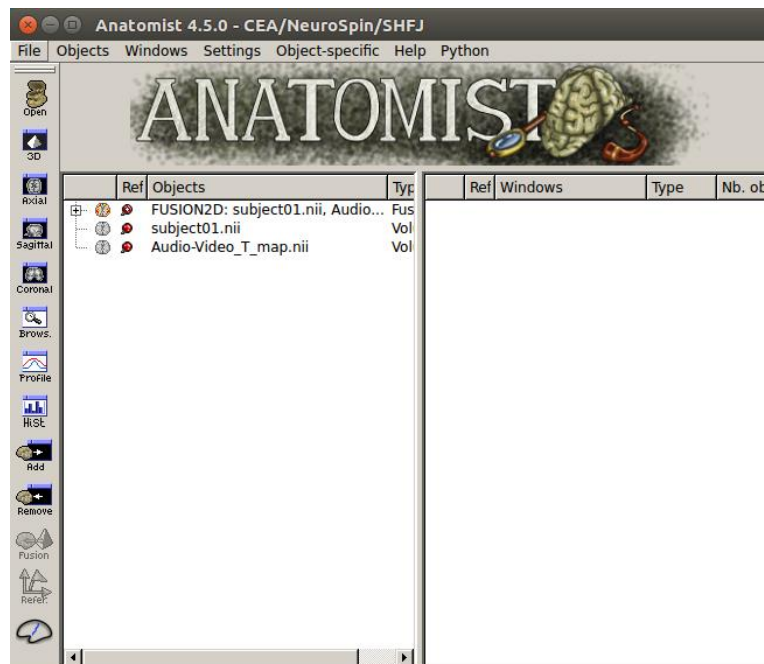 Anatomist 4.5.0 - CEA/NeuroSpin/SHFJ
File Objects Windows Settings Object-specific Help Python
ANATOMIST
Open
3D
Axial
Sagittal
Coronal
Brows.
Profile
Hist
Add
Remove
Fusion
Refer.
Ref Objects Typ
FUSION2D: subject01.nii, Audio... Fus
subject01.nii Vol
Audio-Video_T_map.nii Vol
Ref Windows Type Nb. ob